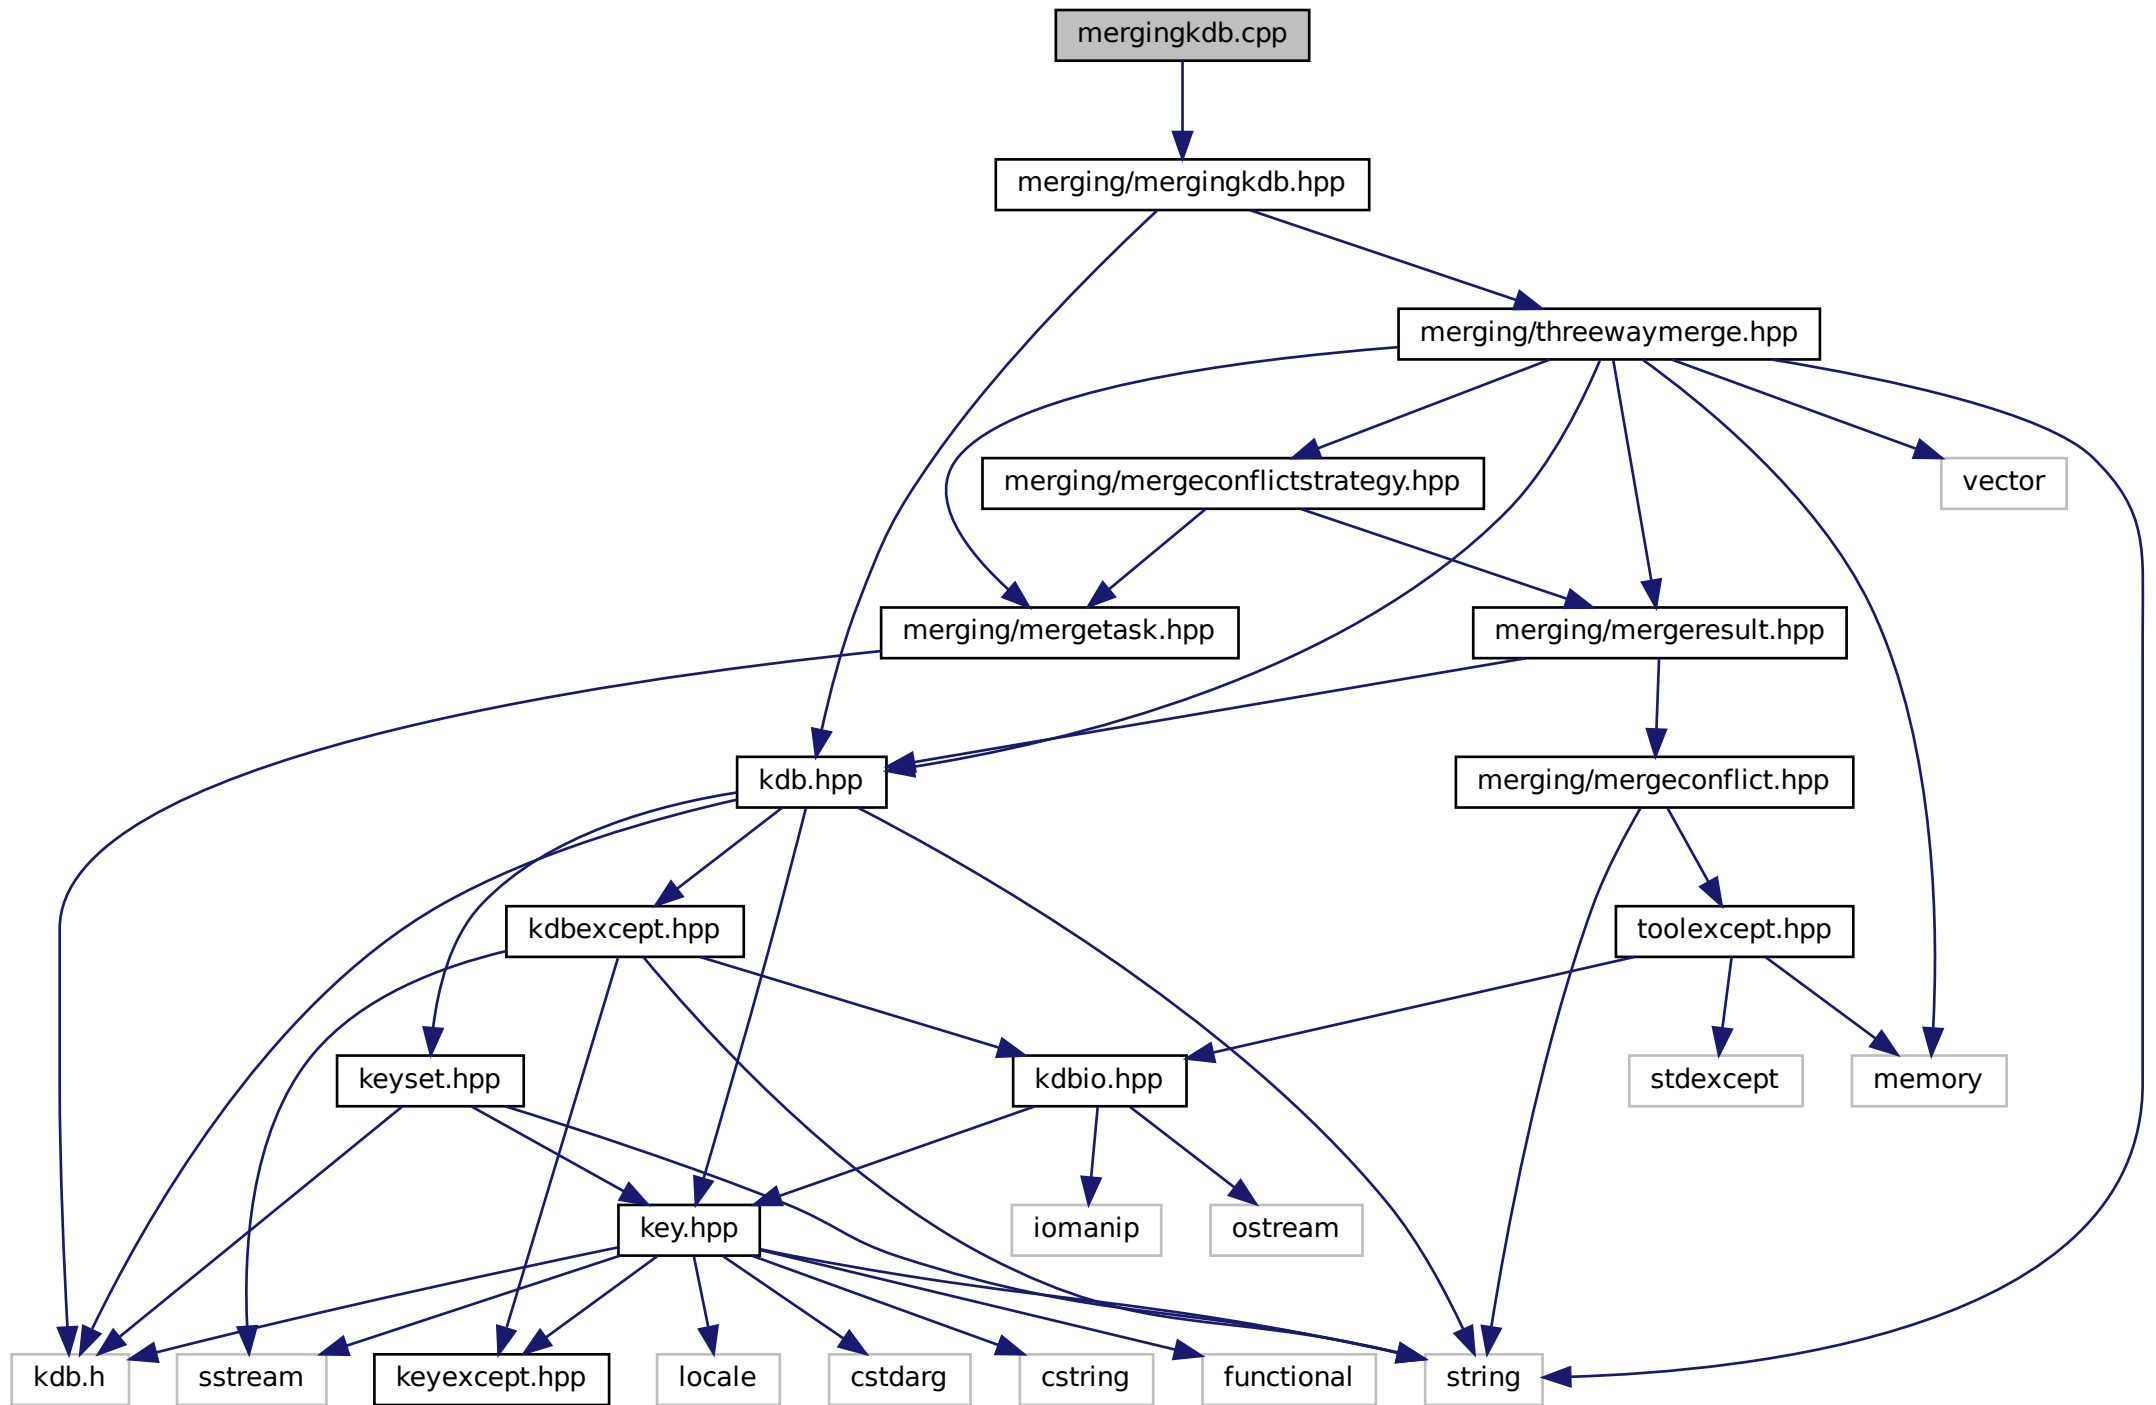 mergingkdb.cpp
merging/mergingkdb.hpp
merging/threewaymerge.hpp
merging/mergeconflictstrategy.hpp
vector
merging/mergetask.hpp
merging/mergeresult.hpp
kdb.hpp
merging/mergeconflict.hpp
kdbexcept.hpp
toolexcept.hpp
keyset.hpp
kdbio.hpp
stdexcept
memory
key.hpp
iomanip
ostream
kdb.h
sstream
keyexcept.hpp
locale
cstdarg
cstring
functional
string